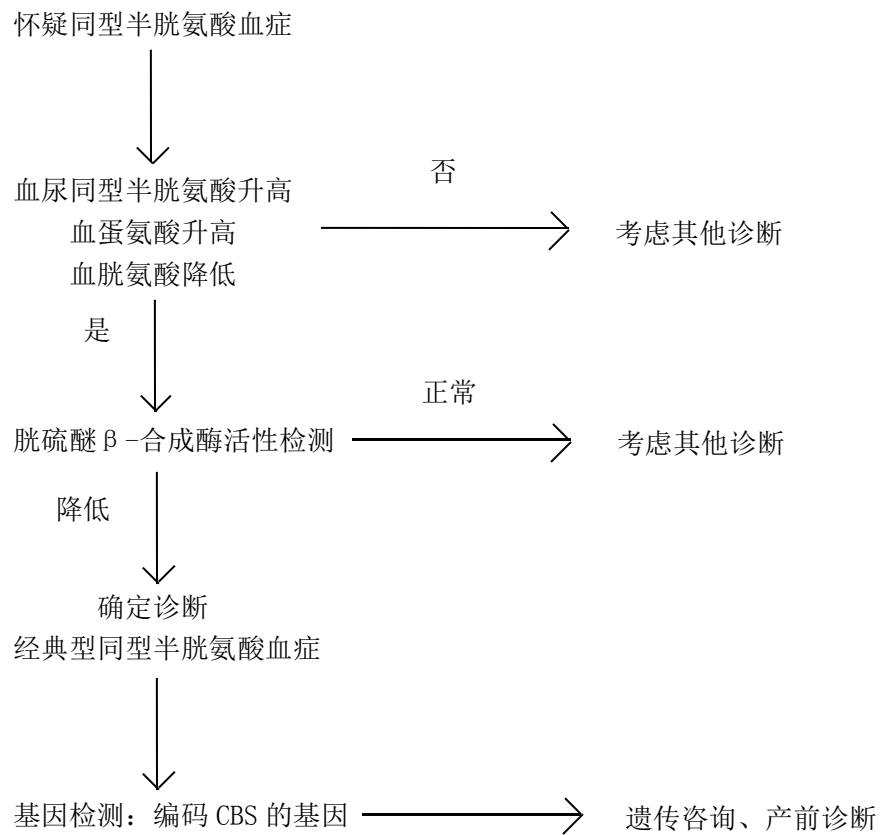 怀疑同型半胱氨酸血症
否
血尿同型半胱氨酸升高
血蛋氨酸升高
考虑其他诊断
血胱氨酸降低
是
正常
胱硫醚β-合成酶活性检测
考虑其他诊断
降低
确定诊断
经典型同型半胱氨酸血症
基因检测：编码 CBS 的基因
遗传咨询、产前诊断